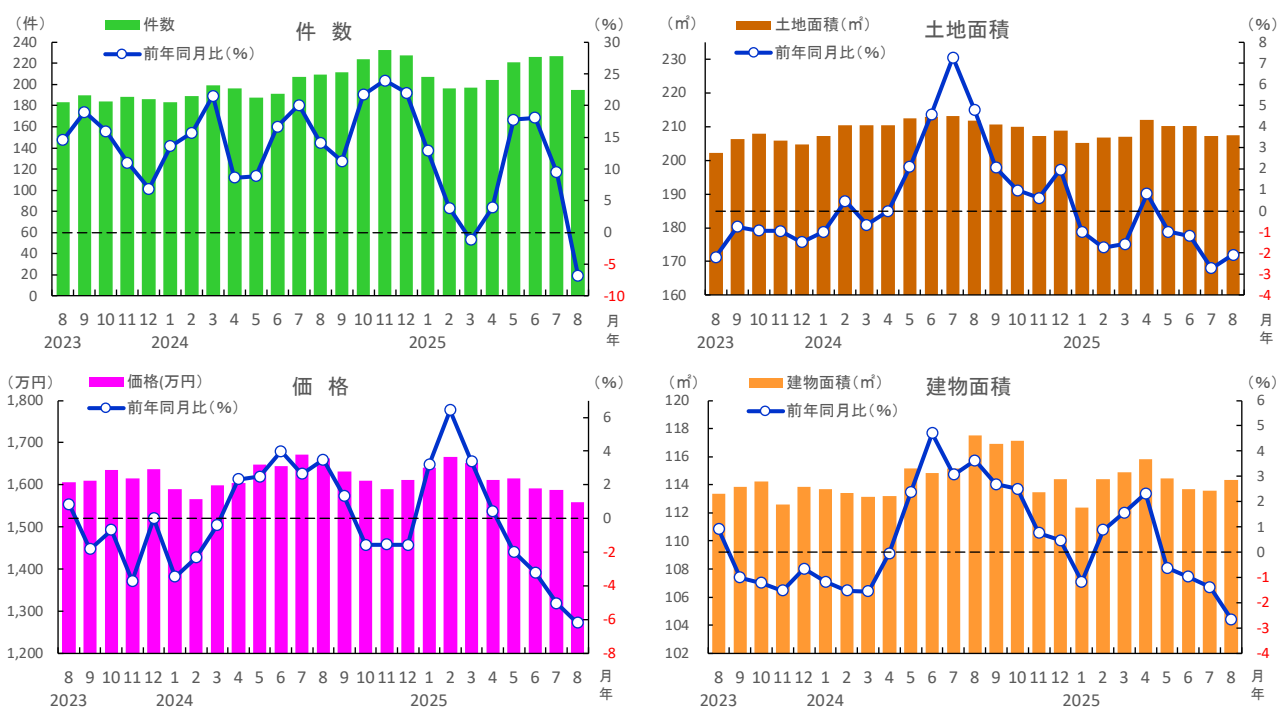 （件） 件数 件 数 （%）
前年同月比（%）
240 220 200 180 160 140 120 100 80 60 40 20 0
30 25 20 15 10 5 0 -5 -10
8 9 10 11 12 1 2 3 4 5 6 7 8 9 10 11 12 1 2 3 4 5 6 7 8 月
2023 2024 2025 年
（㎡） 土地面積（㎡） 土地面積 （%）
前年同月比（%）
230 220 210 200 190 180 170 160
8 7 6 5 4 3 2 1 0 -1 -2 -3 -4
8 9 10 11 12 1 2 3 4 5 6 7 8 9 10 11 12 1 2 3 4 5 6 7 8 月
2023 2024 2025 年
（万円） 価格(万円) 価 格 （%）
前年同月比（%）
1,800 1,700 1,600 1,500 1,400 1,300 1,200
6 4 2 0 -2 -4 -6 -8
8 9 10 11 12 1 2 3 4 5 6 7 8 9 10 11 12 1 2 3 4 5 6 7 8 月
2023 2024 2025 年
（㎡） 建物面積（㎡） 建物面積 （%）
前年同月比（%）
120 118 116 114 112 110 108 106 104 102
6 5 4 3 2 1 0 -1 -2 -3 -4
8 9 10 11 12 1 2 3 4 5 6 7 8 9 10 11 12 1 2 3 4 5 6 7 8 月
2023 2024 2025 年